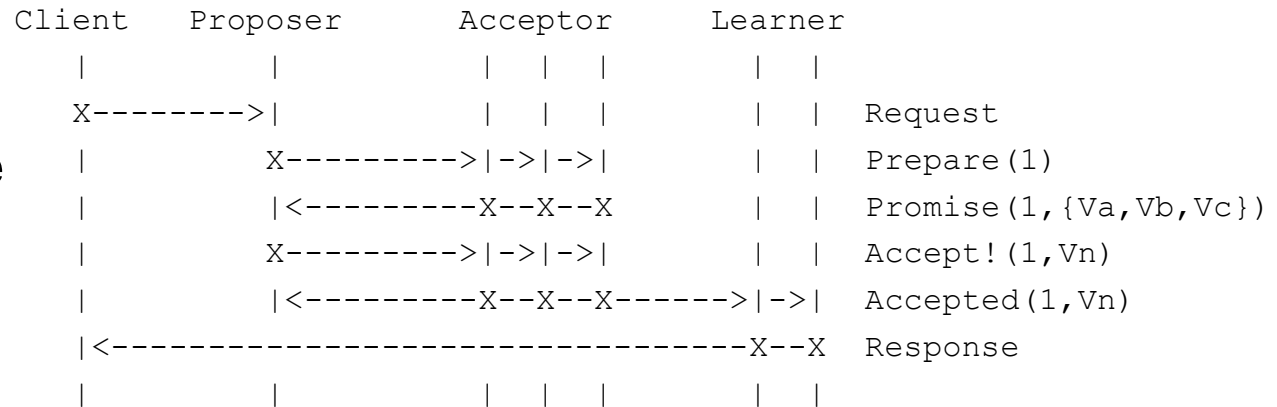 Client   Proposer      Acceptor     Learner
   |         |          |  |  |       |  |
   X-------->|          |  |  |       |  |  Request
e
   |         X--------->|->|->|       |  |  Prepare(1)
   |         |<---------X--X--X       |  |  Promise(1,{Va,Vb,Vc})
   |         X--------->|->|->|       |  |  Accept!(1,Vn)
   |         |<---------X--X--X------>|->|  Accepted(1,Vn)
   |<---------------------------------X--X  Response
   |         |          |  |  |       |  |